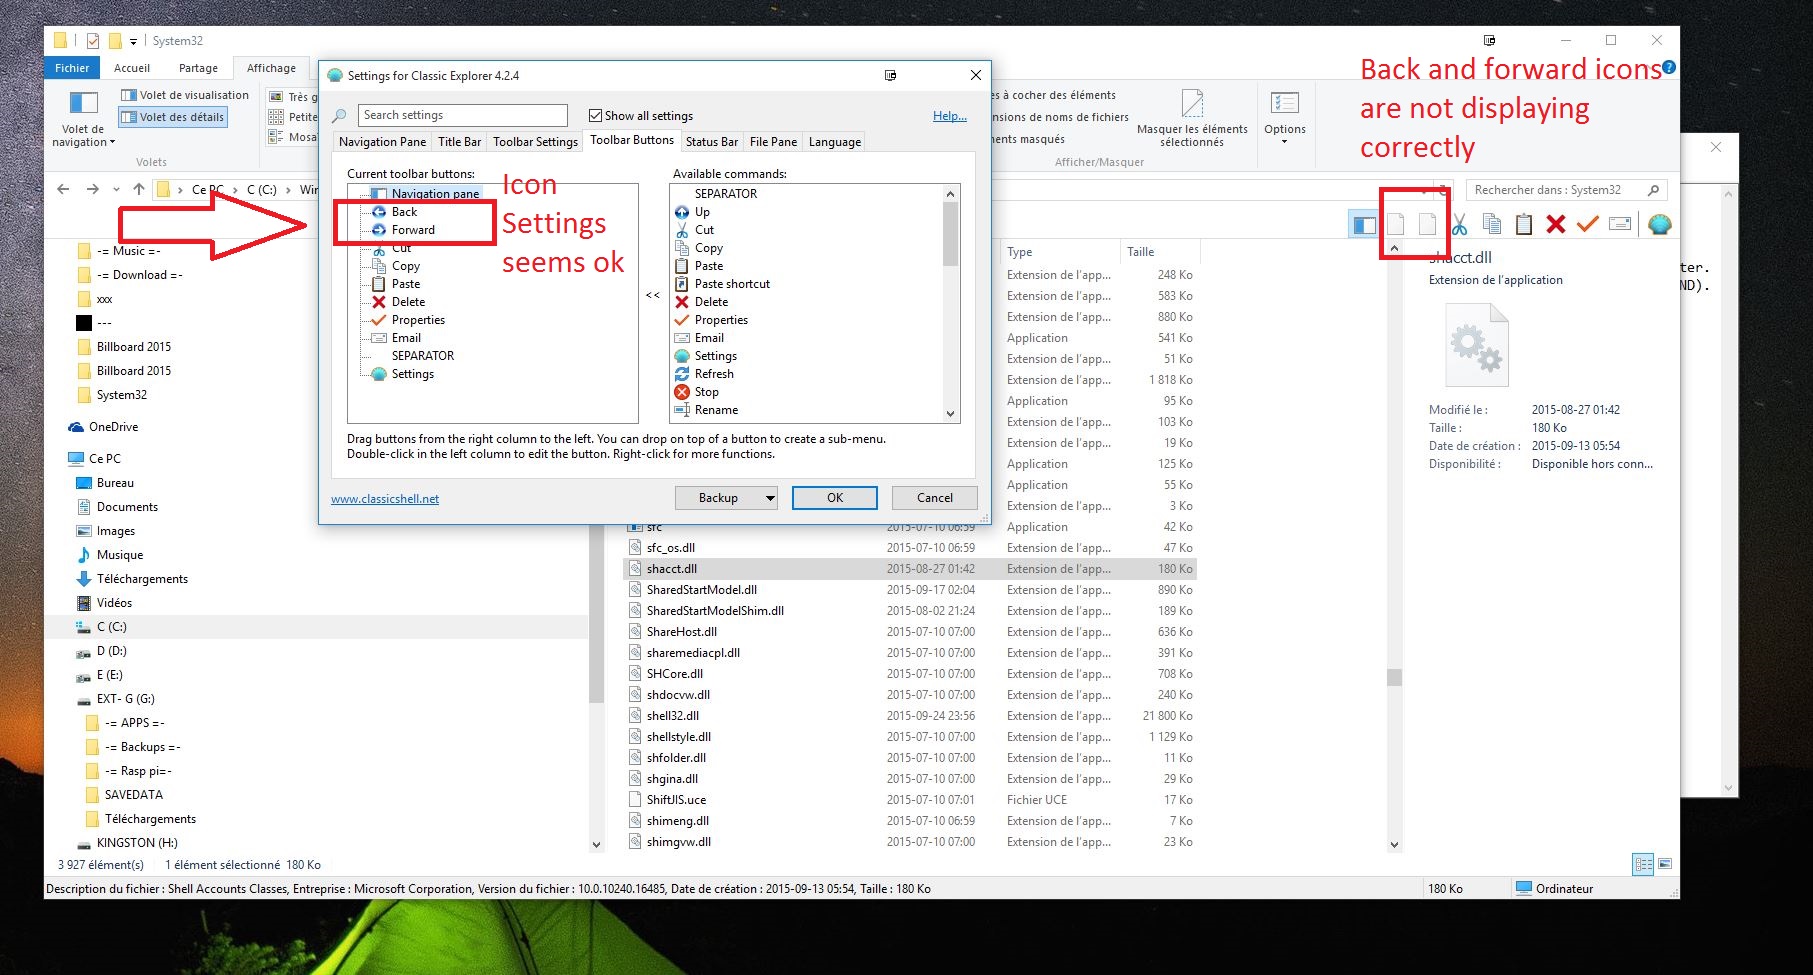 System32
Fichier
Accueil
Partage
Affichage
Volet de navigation
Volet de visualisation
Volet des détails
Volets
Très g
Petite
Mosa
Settings for Classic Explorer 4.2.4
Search settings
Show all settings
Help...
Navigation Pane
Title Bar
Toolbar Settings
Toolbar Buttons
Status Bar
File Pane
Language
Current toolbar buttons:
Navigation pane
Back
Forward
Cut
Copy
Paste
Delete
Properties
Email
SEPARATOR
Settings
Icon
Settings
seems ok
<<
Available commands:
SEPARATOR
Up
Cut
Copy
Paste
Paste shortcut
Delete
Properties
Email
Settings
Refresh
Stop
Rename
Drag buttons from the right column to the left. You can drop on top of a button to create a sub-menu.
Double-click in the left column to edit the button. Right-click for more functions.
www.classicshell.net
Backup
OK
Cancel
es à cocher des éléments
nsions de noms de fichiers
ents masqués
Masquer les éléments
sélectionnés
Afficher/Masquer
Options
Back and forward icons
are not displaying
correctly
Ce PC
C (C:)
Win
Rechercher dans : System32
-= Music =-
-= Download =-
xxx
---
Billboard 2015
Billboard 2015
System32
OneDrive
Ce PC
Bureau
Documents
Images
Musique
Téléchargements
Vidéos
C (C:)
D (D:)
E (E:)
EXT- G (G:)
-= APPS =-
-= Backups =-
-= Rasp pi=-
SAVEDATA
Téléchargements
KINGSTON (H:)
Type Taille
Extension de l'app... 248 Ko
Extension de l'app... 583 Ko
Extension de l'app... 880 Ko
Application 541 Ko
Extension de l'app... 51 Ko
Extension de l'app... 1 818 Ko
Application 95 Ko
Extension de l'app... 103 Ko
Extension de l'app... 19 Ko
Application 125 Ko
Application 55 Ko
Extension de l'app... 3 Ko
sfc 2015-07-10 06:59 Application 42 Ko
sfc_os.dll 2015-07-10 06:59 Extension de l'app... 47 Ko
shacct.dll 2015-08-27 01:42 Extension de l'app... 180 Ko
SharedStartModel.dll 2015-09-17 02:04 Extension de l'app... 890 Ko
SharedStartModelShim.dll 2015-08-02 21:24 Extension de l'app... 189 Ko
ShareHost.dll 2015-07-10 07:00 Extension de l'app... 636 Ko
sharemediacpl.dll 2015-07-10 07:00 Extension de l'app... 391 Ko
SHCore.dll 2015-07-10 07:00 Extension de l'app... 708 Ko
shdocvw.dll 2015-07-10 07:00 Extension de l'app... 240 Ko
shell32.dll 2015-09-24 23:56 Extension de l'app... 21 800 Ko
shellstyle.dll 2015-07-10 07:00 Extension de l'app... 1 129 Ko
shfolder.dll 2015-07-10 07:00 Extension de l'app... 11 Ko
shgina.dll 2015-07-10 07:00 Extension de l'app... 29 Ko
ShiftJIS.uce 2015-07-10 07:01 Fichier UCE 17 Ko
shimeng.dll 2015-07-10 06:59 Extension de l'app... 7 Ko
shimgvw.dll 2015-07-10 07:00 Extension de l'app... 23 Ko
shacct.dll
Extension de l'application
Modifié le : 2015-08-27 01:42
Taille : 180 Ko
Date de création : 2015-09-13 05:54
Disponibilité : Disponible hors conn...
ter.
ND).
3 927 élément(s) 1 élément sélectionné 180 Ko
Description du fichier : Shell Accounts Classes, Entreprise : Microsoft Corporation, Version du fichier : 10.0.10240.16485, Date de création : 2015-09-13 05:54, Taille : 180 Ko
180 Ko
Ordinateur